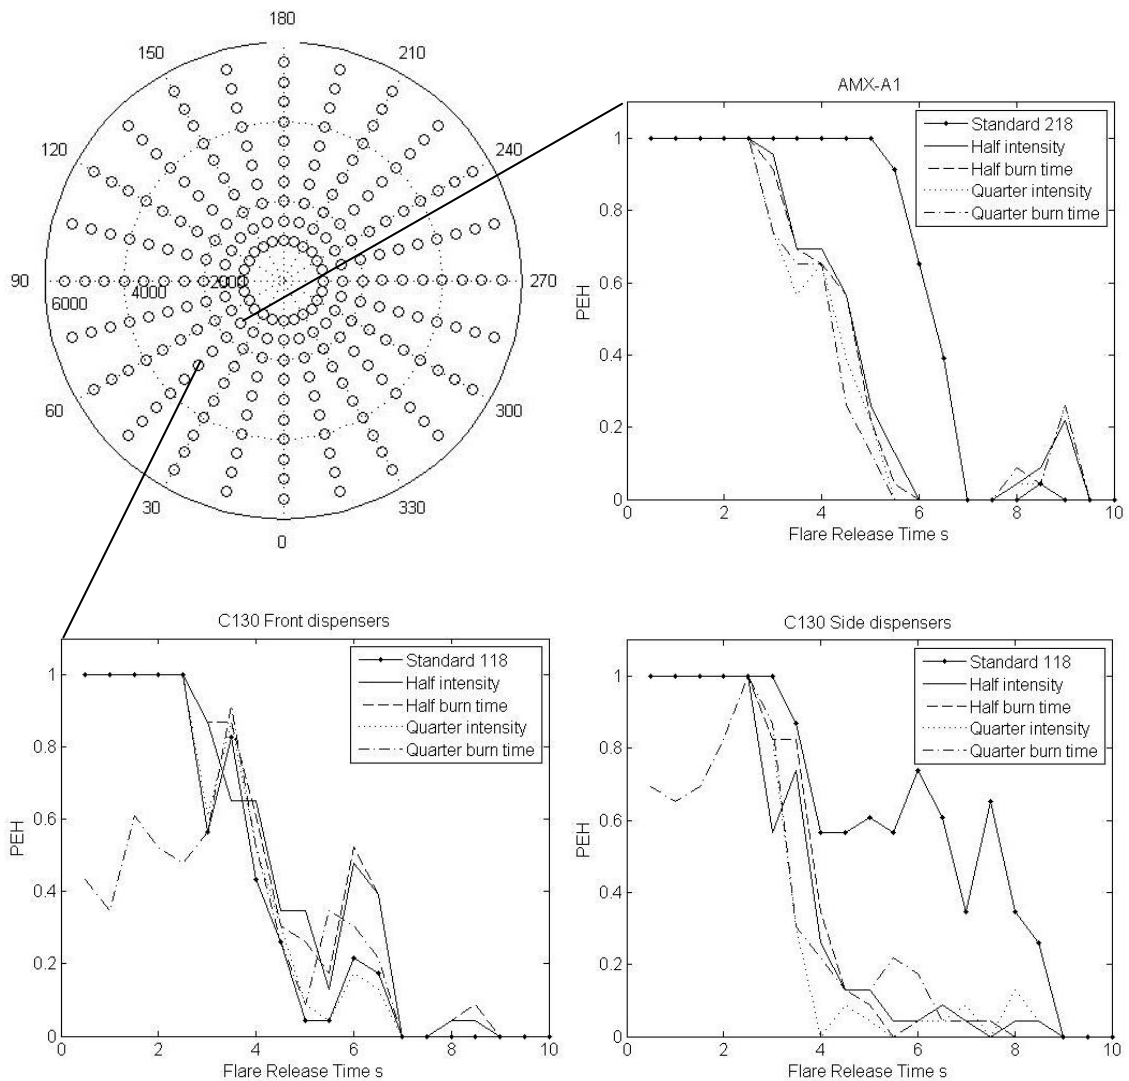 180
150
210
120
240
90
6000
4000
2000
270
60
300
30
330
0
AMX-A1
Standard 218
Half intensity
Half burn time
Quarter intensity
Quarter burn time
1
0.8
0.6
0.4
0.2
0
PEH
0 2 4 6 8 10
Flare Release Time s
C130 Front dispensers
Standard 118
Half intensity
Half burn time
Quarter intensity
Quarter burn time
1
0.8
0.6
0.4
0.2
0
PEH
0 2 4 6 8 10
Flare Release Time s
C130 Side dispensers
Standard 118
Half intensity
Half burn time
Quarter intensity
Quarter burn time
1
0.8
0.6
0.4
0.2
0
PEH
0 2 4 6 8 10
Flare Release Time s